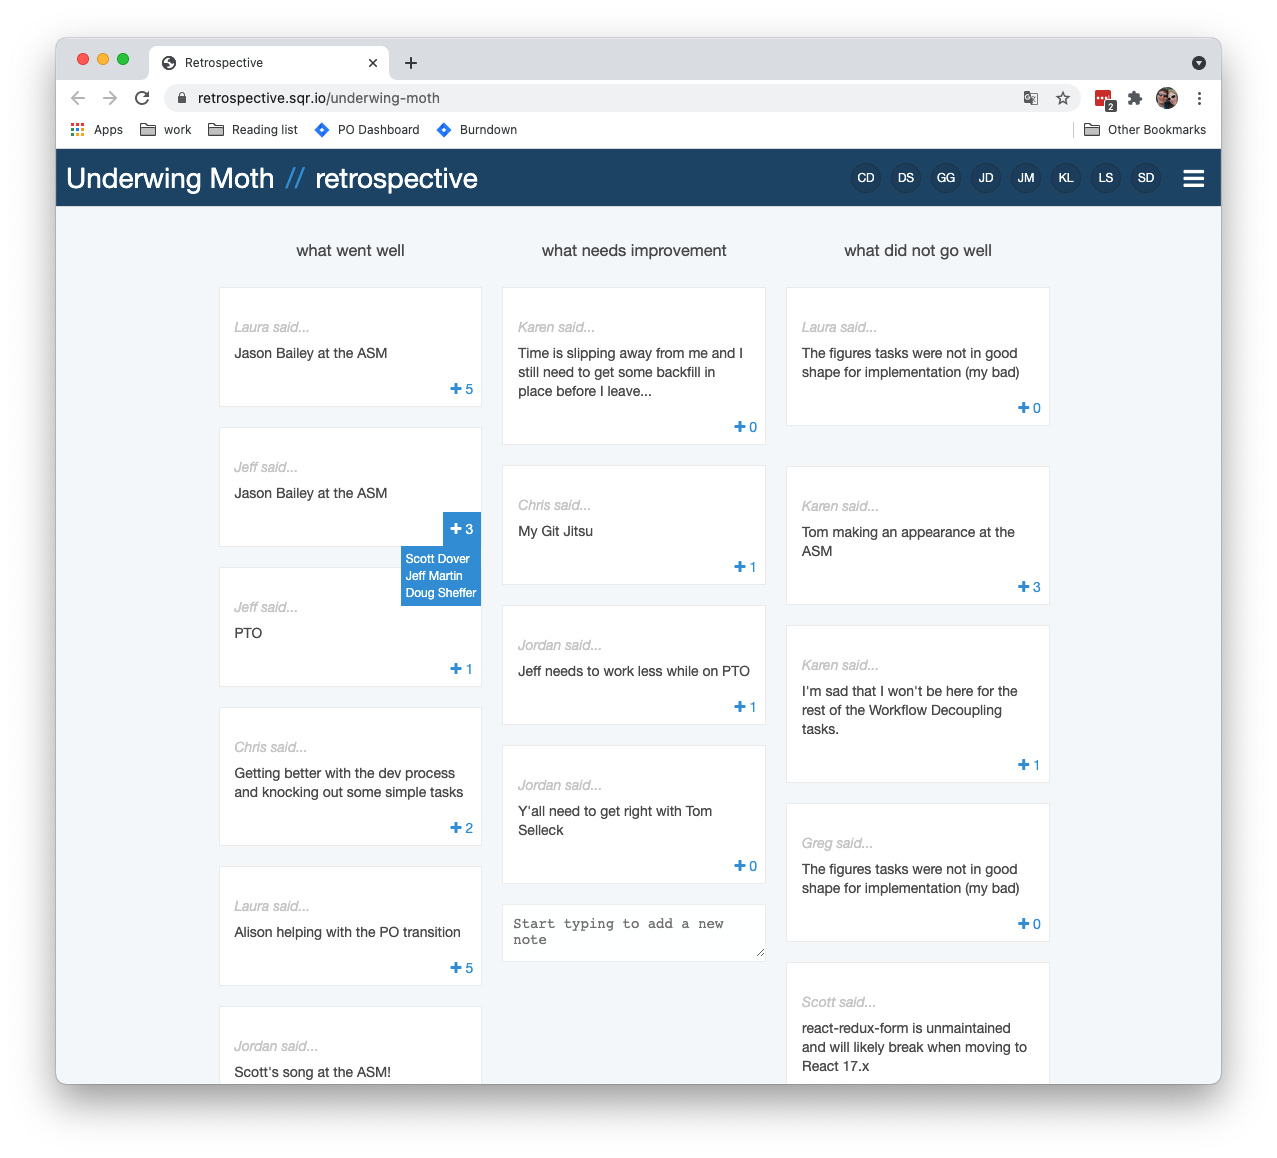 Retrospective
retrospective.sqr.io/underwing-moth
2
Apps
work
Reading list
PO Dashboard
Burndown
Other Bookmarks
Underwing Moth // retrospective
CD DS GG JD JM KL LS SD
what went well
Laura said...
Jason Bailey at the ASM
5
Jeff said...
Jason Bailey at the ASM
3
Scott Dover
Jeff Martin
Doug Sheffer
Jeff said...
PTO
1
Chris said...
Getting better with the dev process
and knocking out some simple tasks
2
Laura said...
Alison helping with the PO transition
5
Jordan said...
Scott's song at the ASM!
what needs improvement
Karen said...
Time is slipping away from me and I
still need to get some backfill in
place before I leave...
0
Chris said...
My Git Jitsu
1
Jordan said...
Jeff needs to work less while on PTO
1
Jordan said...
Y'all need to get right with Tom
Selleck
0
Start typing to add a new
note
what did not go well
Laura said...
The figures tasks were not in good
shape for implementation (my bad)
0
Karen said...
Tom making an appearance at the
ASM
3
Karen said...
I'm sad that I won't be here for the
rest of the Workflow Decoupling
tasks.
1
Greg said...
The figures tasks were not in good
shape for implementation (my bad)
0
Scott said...
react-redux-form is unmaintained
and will likely break when moving to
React 17.x